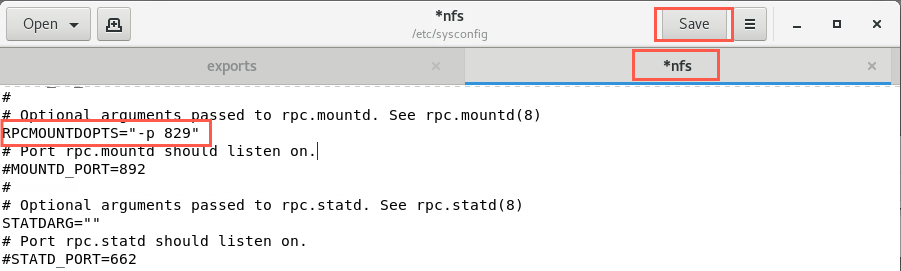 Open
*nfs
/etc/sysconfig
Save
exports
*nfs
#
# Optional arguments passed to rpc.mountd. See rpc.mountd(8)
RPCMOUNTDOPTS="-p 829"
# Port rpc.mountd should listen on.
#MOUNTD_PORT=892
#
# Optional arguments passed to rpc.statd. See rpc.statd(8)
STATDARG=""
# Port rpc.statd should listen on.
#STATD_PORT=662